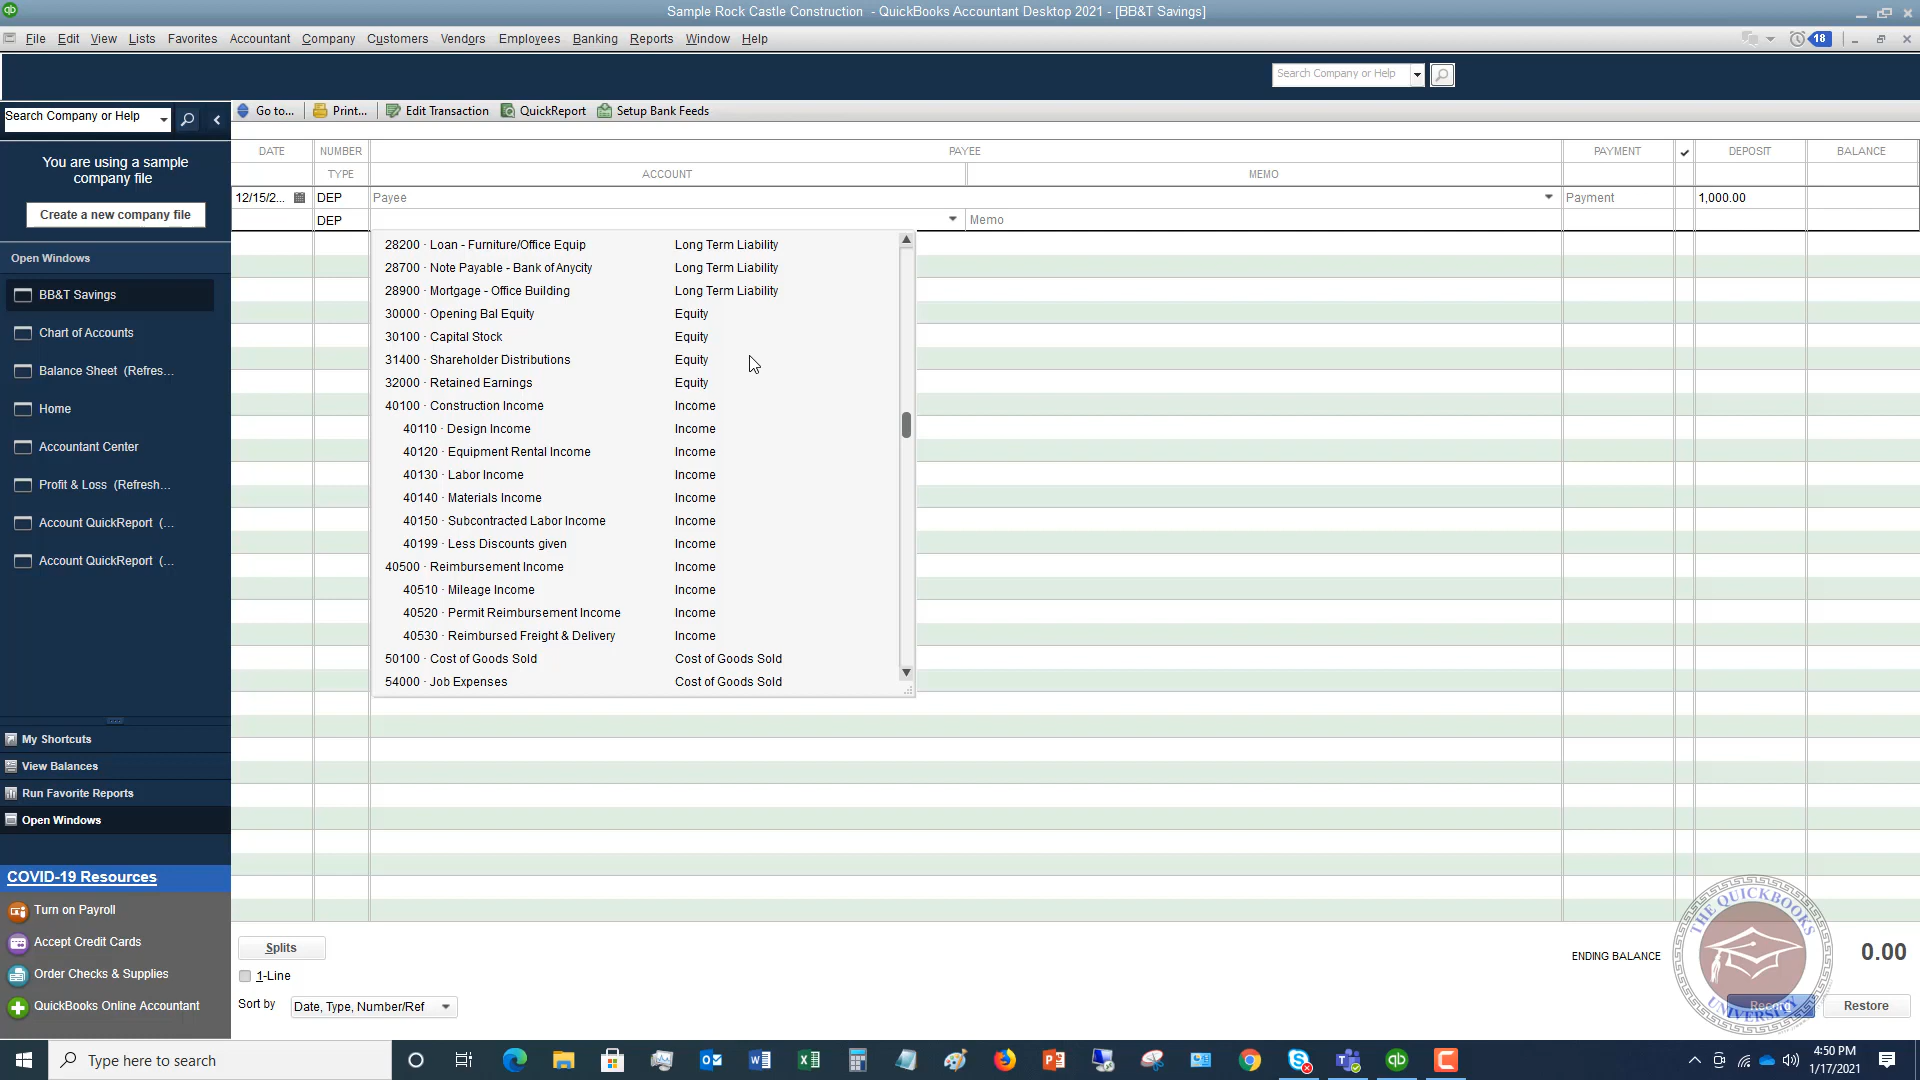 Sample Rock Castle Construction - QuickBooks Accountant Desktop 2021 - [BB&T Savings]
File Edit View Lists Favorites Accountant Company Customers Vendors Employees Banking Reports Window Help
18
Search Company or Help
Search Company or Help
Go to... Print... Edit Transaction QuickReport Setup Bank Feeds
DATE NUMBER PAYEE PAYMENT ✓ DEPOSIT BALANCE
TYPE ACCOUNT MEMO
12/15/2... DEP Payee Payment 1,000.00
DEP Memo
You are using a sample
company file
Create a new company file
Open Windows
BB&T Savings
Chart of Accounts
Balance Sheet (Refres...
Home
Accountant Center
Profit & Loss (Refresh...
Account QuickReport (...
Account QuickReport (...
28200 · Loan - Furniture/Office Equip Long Term Liability
28700 · Note Payable - Bank of Anycity Long Term Liability
28900 · Mortgage - Office Building Long Term Liability
30000 · Opening Bal Equity Equity
30100 · Capital Stock Equity
31400 · Shareholder Distributions Equity
32000 · Retained Earnings Equity
40100 · Construction Income Income
40110 · Design Income Income
40120 · Equipment Rental Income Income
40130 · Labor Income Income
40140 · Materials Income Income
40150 · Subcontracted Labor Income Income
40199 · Less Discounts given Income
40500 · Reimbursement Income Income
40510 · Mileage Income Income
40520 · Permit Reimbursement Income Income
40530 · Reimbursed Freight & Delivery Income
50100 · Cost of Goods Sold Cost of Goods Sold
54000 · Job Expenses Cost of Goods Sold
My Shortcuts
View Balances
Run Favorite Reports
Open Windows
COVID-19 Resources
Turn on Payroll
Accept Credit Cards
Order Checks & Supplies
QuickBooks Online Accountant
Splits
1-Line
Sort by Date, Type, Number/Ref
ENDING BALANCE 0.00
Record Restore
THE QUICKBOOKS
UNIVERSITY
Type here to search
4:50 PM
1/17/2021